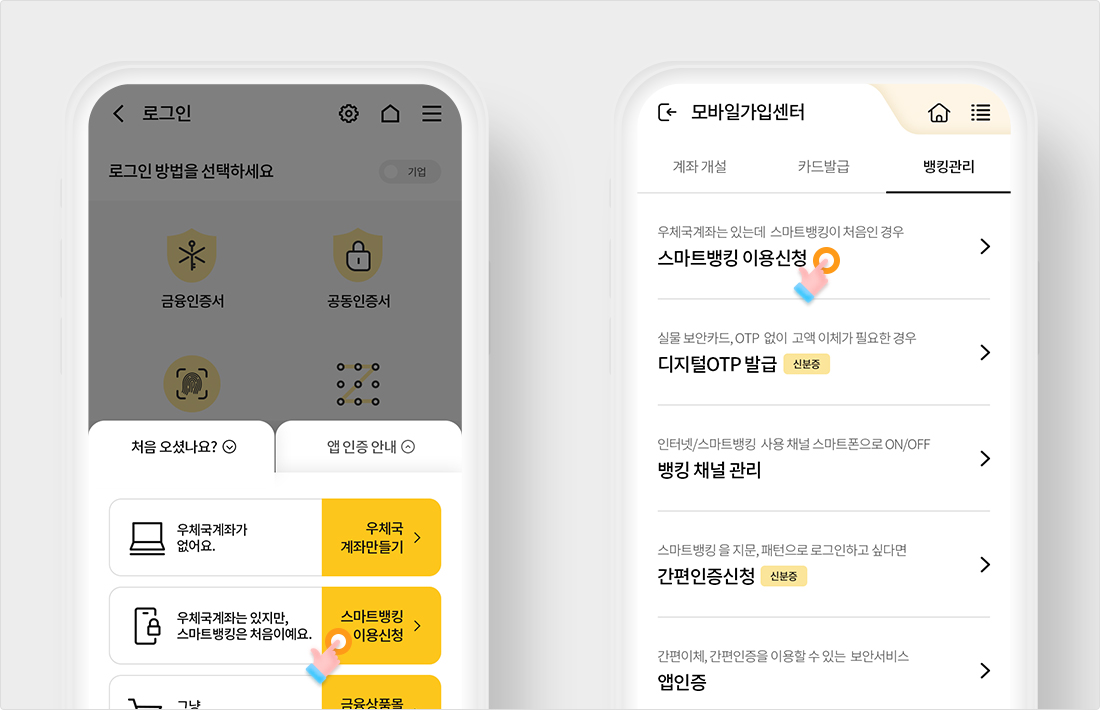 로그인
로그인 방법을 선택하세요
기업
금융인증서
공동인증서
처음 오셨나요?
앱 인증 안내
우체국계좌가
없어요.
우체국
계좌만들기
우체국계좌는 있지만,
스마트뱅킹은 처음이예요.
스마트뱅킹
이용신청
그냥
금융상품몰
모바일가입센터
계좌 개설
카드발급
뱅킹관리
우체국계좌는 있는데 스마트뱅킹이 처음인 경우
스마트뱅킹 이용신청
실물 보안카드, OTP 없이 고액 이체가 필요한 경우
디지털OTP 발급
신분증
인터넷/스마트뱅킹 사용 채널 스마트폰으로 ON/OFF
뱅킹 채널 관리
스마트뱅킹 을 지문, 패턴으로 로그인하고 싶다면
간편인증신청
신분증
간편이체, 간편인증을 이용할 수 있는 보안서비스
앱인증